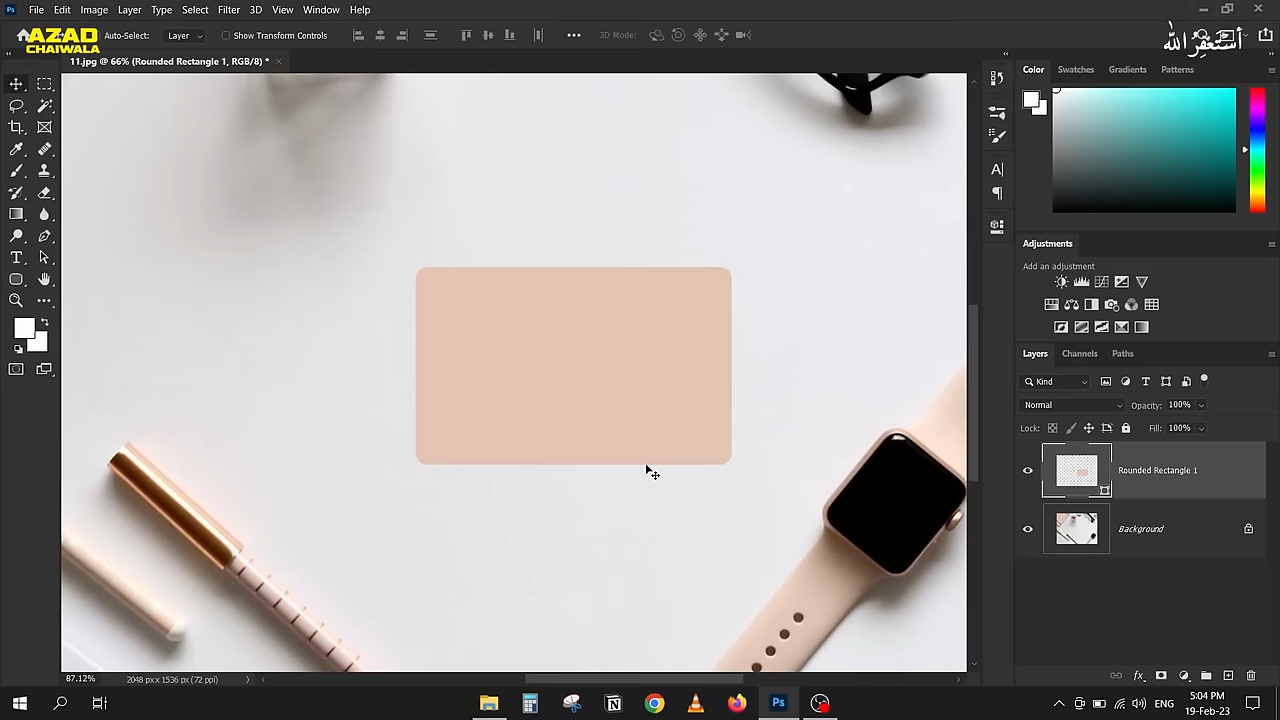 File Edit Image Layer Type Select Filter 3D View Window Help
AZAD
CHAIWALA
Auto-Select: Layer Show Transform Controls 3D Mode:
أستغفر الله
11.jpg @ 66% (Rounded Rectangle 1, RGB/8) *
Color Swatches Gradients Patterns
Adjustments
Add an adjustment
Layers Channels Paths
Kind
Normal Opacity: 100%
Lock: Fill: 100%
Rounded Rectangle 1
Background
87.12% 2048 px x 1536 px (72 ppi)
ENG 5:04 PM
19-Feb-23